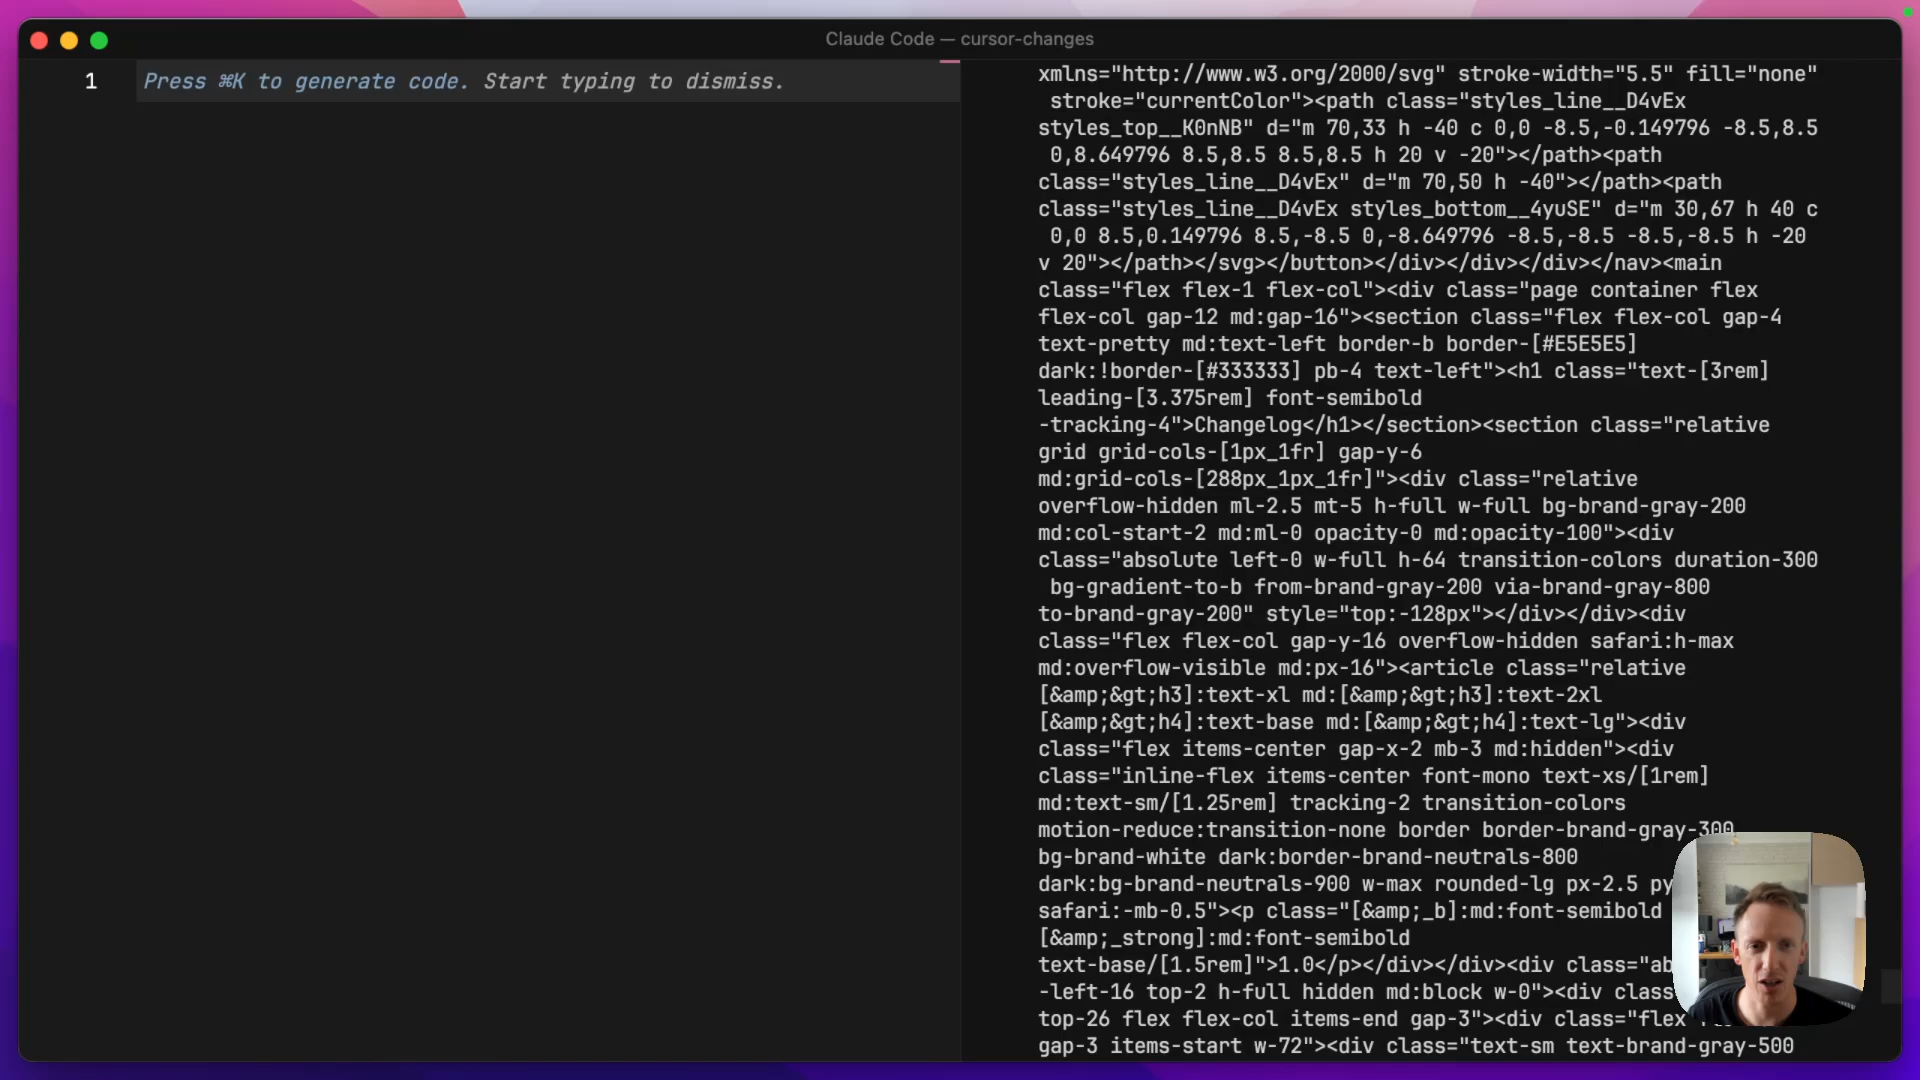 Claude Code — cursor-changes
1
Press ⌘K to generate code. Start typing to dismiss.
xmlns="http://www.w3.org/2000/svg" stroke-width="5.5" fill="none"
stroke="currentColor"><path class="styles_line__D4vEx
styles_top__K0nNB" d="m 70,33 h -40 c 0,0 -8.5,-0.149796 -8.5,8.5
0,8.649796 8.5,8.5 8.5,8.5 h 20 v -20"></path><path
class="styles_line__D4vEx" d="m 70,50 h -40"></path><path
class="styles_line__D4vEx styles_bottom__4yuSE" d="m 30,67 h 40 c
0,0 8.5,0.149796 8.5,-8.5 0,-8.649796 -8.5,-8.5 -8.5,-8.5 h -20
v 20"></path></svg></button></div></div></div></nav><main
class="flex flex-1 flex-col"><div class="page container flex
flex-col gap-12 md:gap-16"><section class="flex flex-col gap-4
text-pretty md:text-left border-b border-[#E5E5E5]
dark:!border-[#333333] pb-4 text-left"><h1 class="text-[3rem]
leading-[3.375rem] font-semibold
-tracking-4">Changelog</h1></section><section class="relative
grid grid-cols-[1px_1fr] gap-y-6
md:grid-cols-[288px_1px_1fr]"><div class="relative
overflow-hidden ml-2.5 mt-5 h-full w-full bg-brand-gray-200
md:col-start-2 md:ml-0 opacity-0 md:opacity-100"><div
class="absolute left-0 w-full h-64 transition-colors duration-300
bg-gradient-to-b from-brand-gray-200 via-brand-gray-800
to-brand-gray-200" style="top:-128px"></div></div><div
class="flex flex-col gap-y-16 overflow-hidden safari:h-max
md:overflow-visible md:px-16"><article class="relative
[&amp;&gt;h3]:text-xl md:[&amp;&gt;h3]:text-2xl
[&amp;&gt;h4]:text-base md:[&amp;&gt;h4]:text-lg"><div
class="flex items-center gap-x-2 mb-3 md:hidden"><div
class="inline-flex items-center font-mono text-xs/[1rem]
md:text-sm/[1.25rem] tracking-2 transition-colors
motion-reduce:transition-none border border-brand-gray-300
bg-brand-white dark:border-brand-neutrals-800
dark:bg-brand-neutrals-900 w-max rounded-lg px-2.5 py
safari:-mb-0.5"><p class="[&amp;_b]:md:font-semibold
[&amp;_strong]:md:font-semibold
text-base/[1.5rem]">1.0</p></div></div><div class="ab
-left-16 top-2 h-full hidden md:block w-0"><div clas
top-26 flex flex-col items-end gap-3"><div class="flex
gap-3 items-start w-72"><div class="text-sm text-brand-gray-500